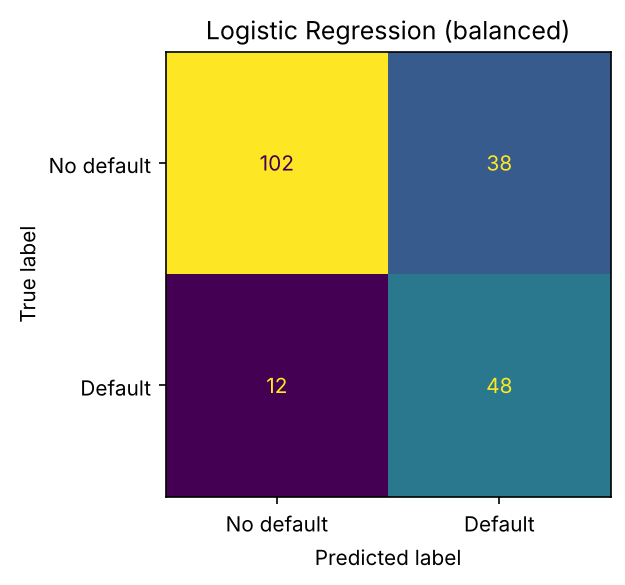 Logistic Regression (balanced)
No default
102
38
True label
Default
12
48
No default
Default
Predicted label